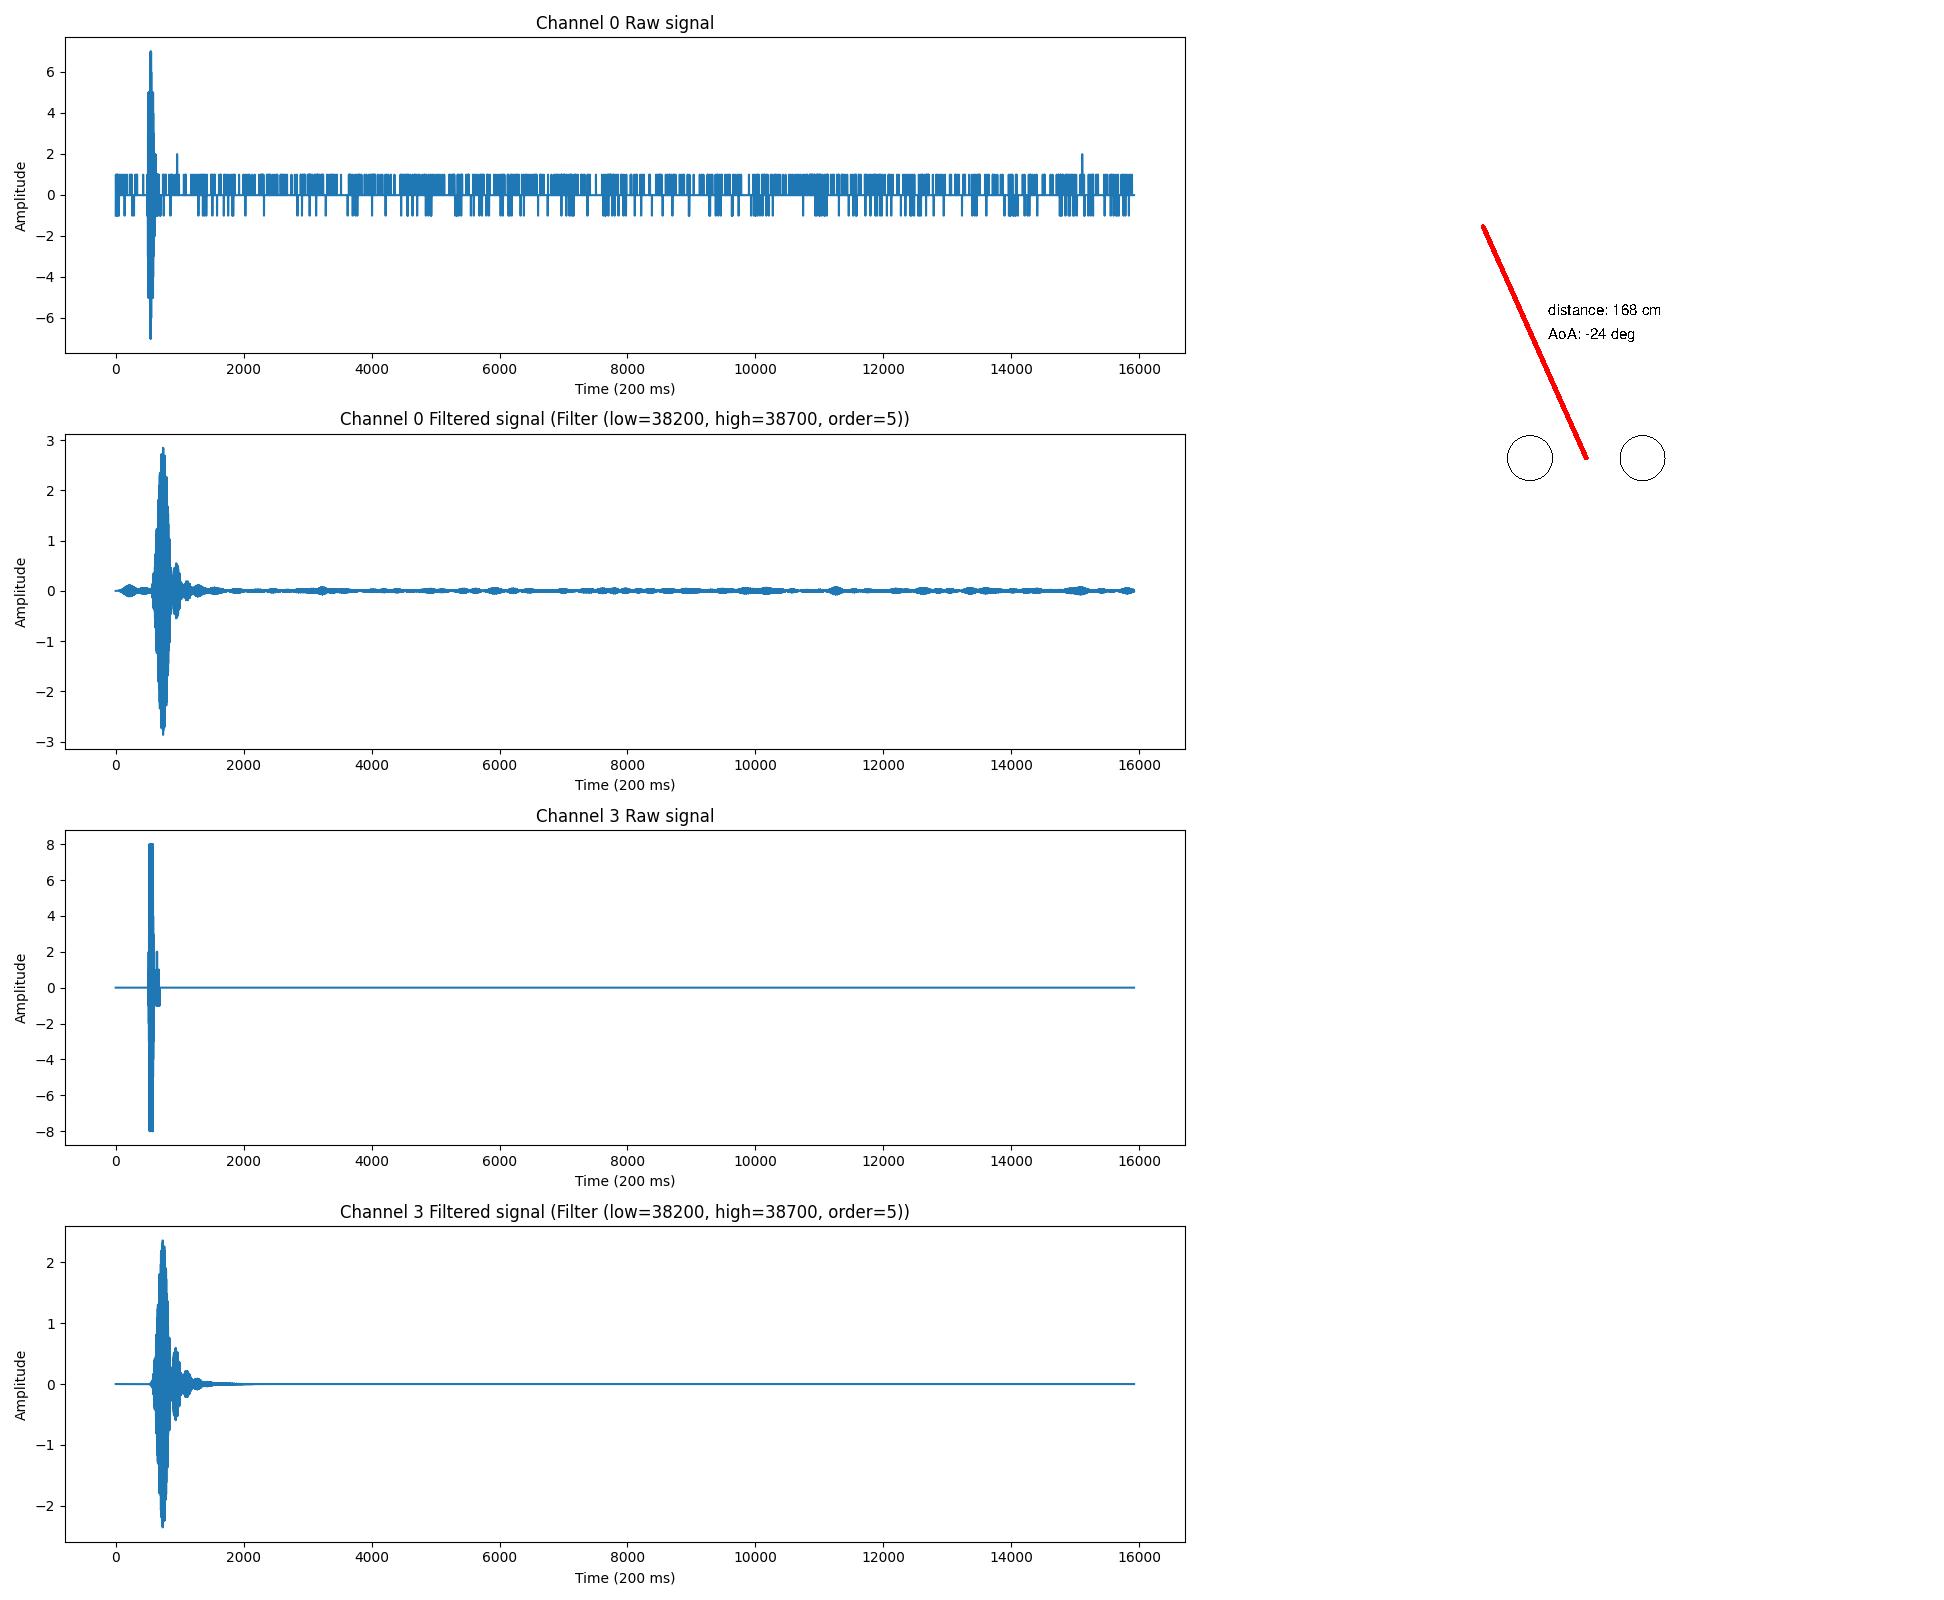 Channel 0 Raw signal
6
4
2
0
−2
−4
−6
Amplitude
0 2000 4000 6000 8000 10000 12000 14000 16000
Time (200 ms)
Channel 0 Filtered signal (Filter (low=38200, high=38700, order=5))
3
2
1
0
−1
−2
−3
Amplitude
0 2000 4000 6000 8000 10000 12000 14000 16000
Time (200 ms)
Channel 3 Raw signal
8
6
4
2
0
−2
−4
−6
−8
Amplitude
0 2000 4000 6000 8000 10000 12000 14000 16000
Time (200 ms)
Channel 3 Filtered signal (Filter (low=38200, high=38700, order=5))
2
1
0
−1
−2
Amplitude
0 2000 4000 6000 8000 10000 12000 14000 16000
Time (200 ms)
distance: 168 cm
AoA: -24 deg